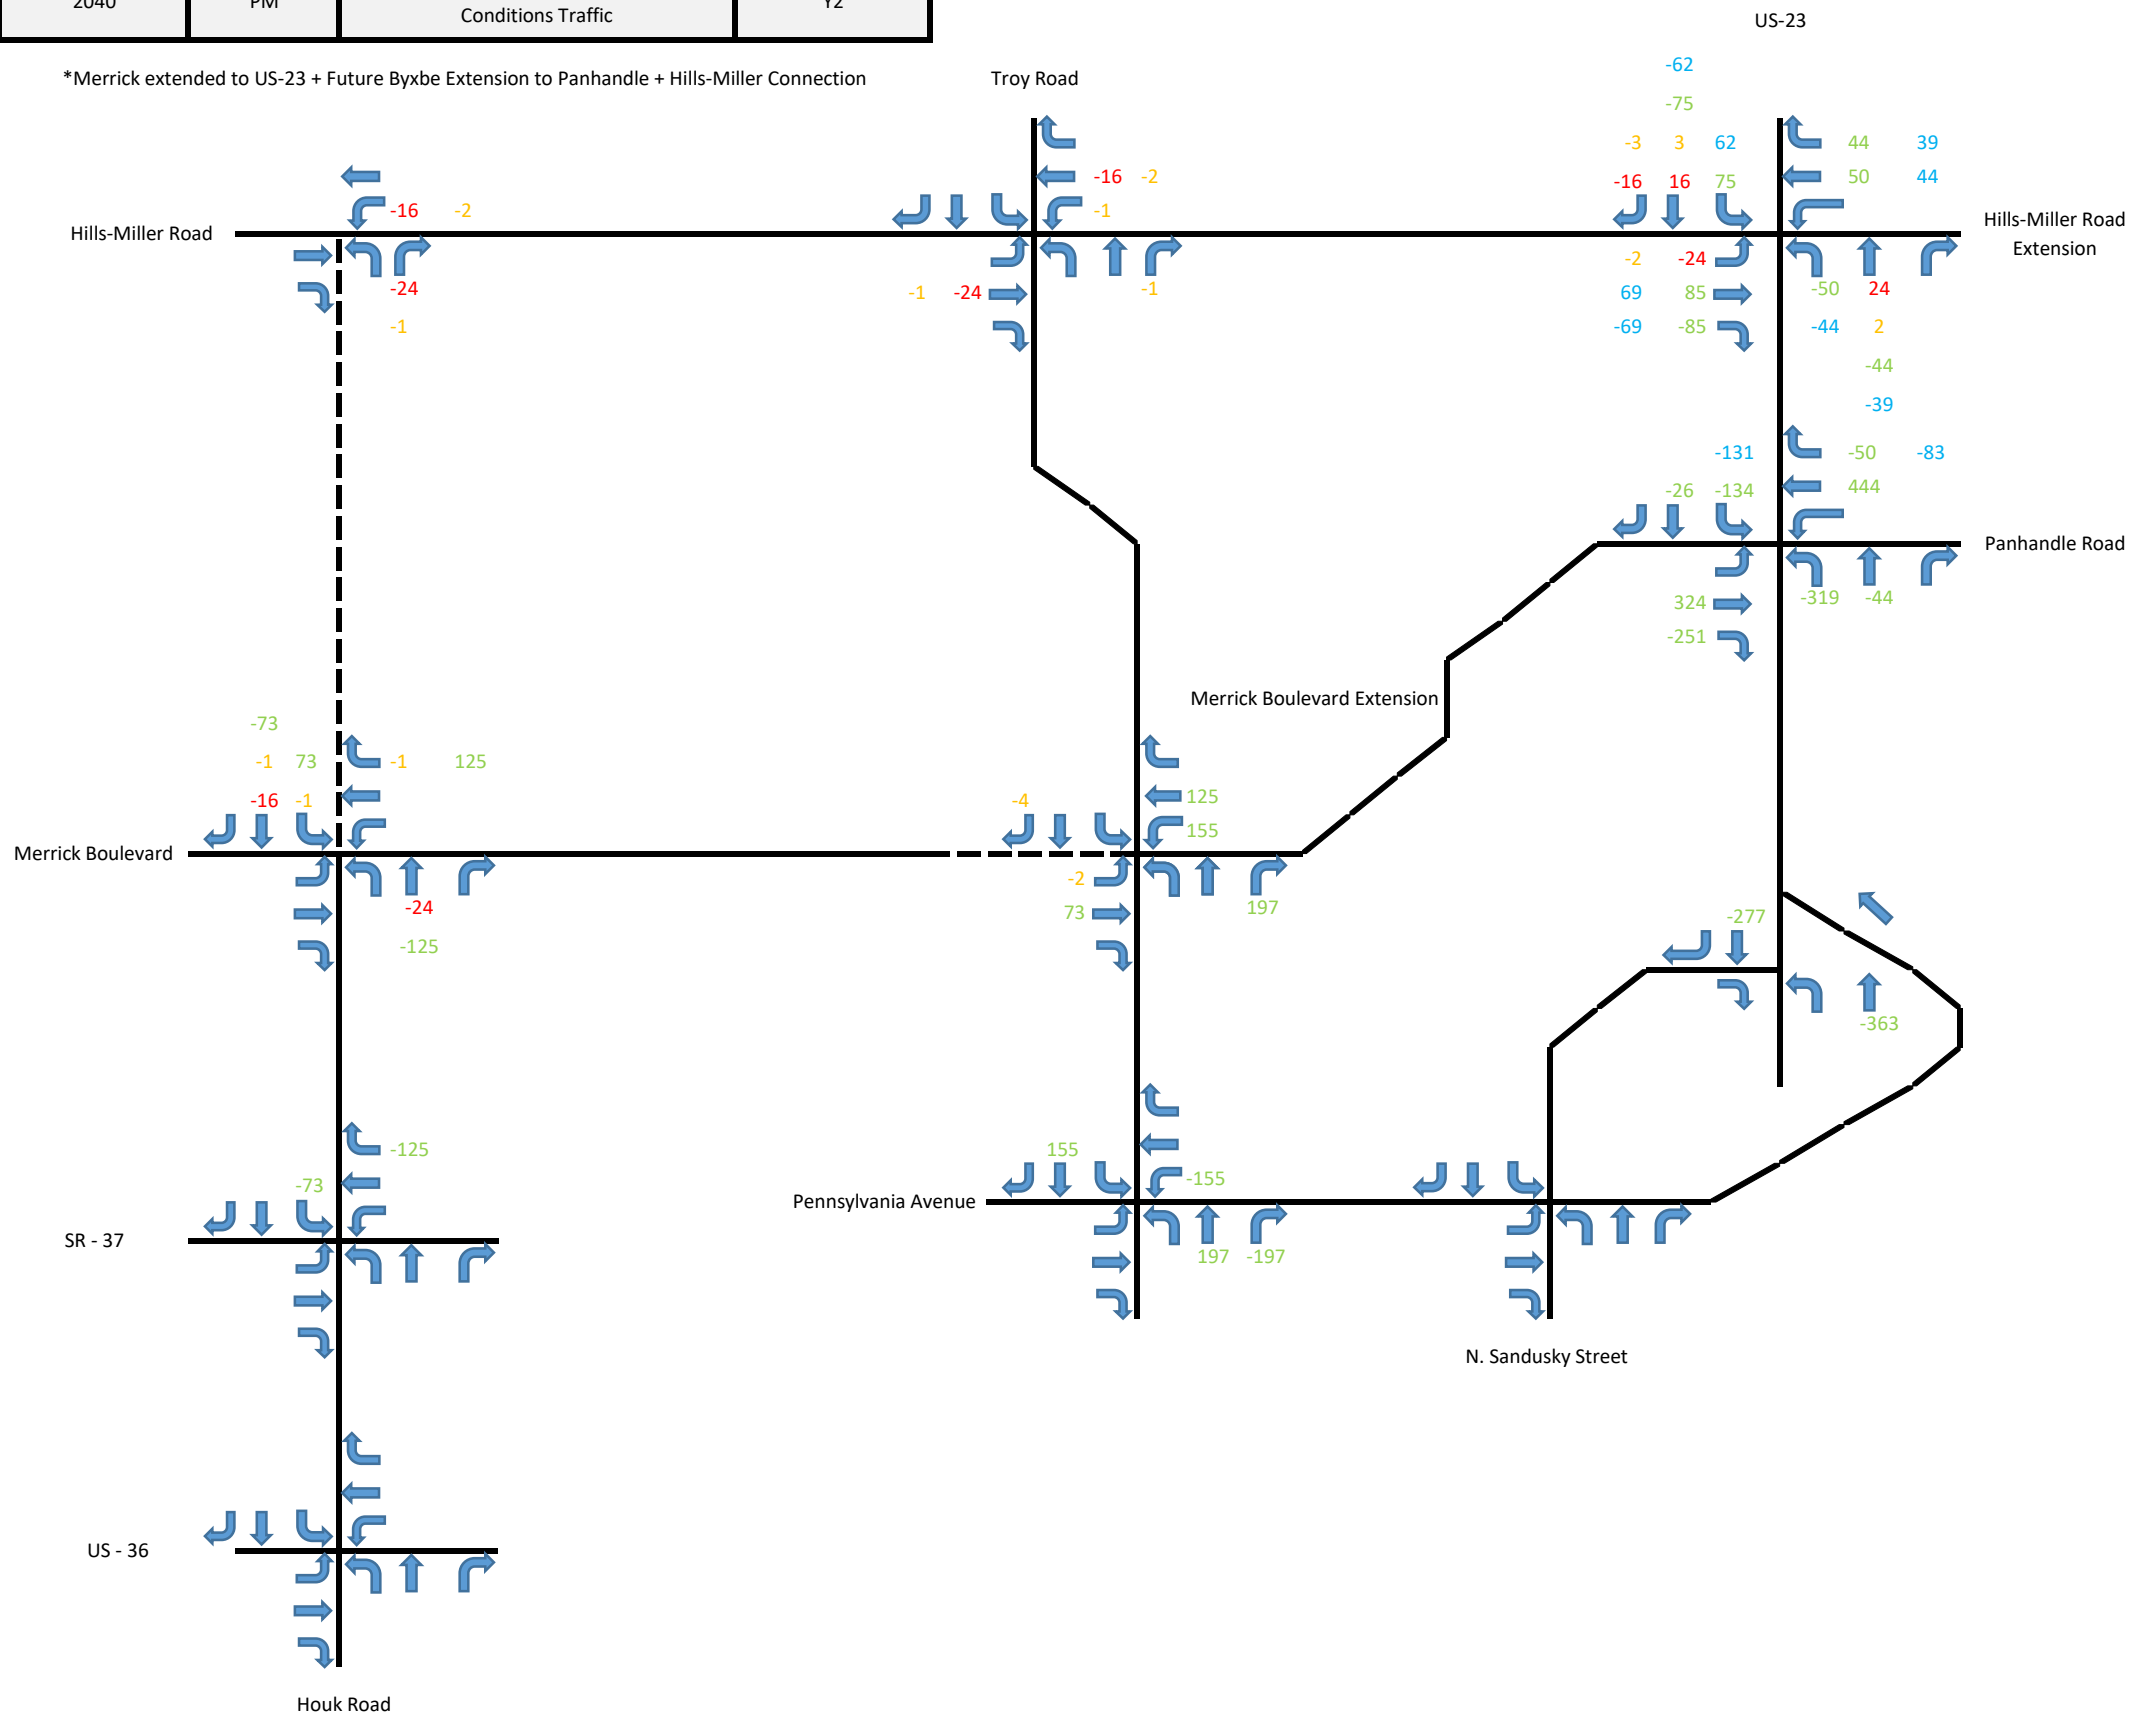 2040 PM Conditions Traffic Y2
US-23
*Merrick extended to US-23 + Future Byxbe Extension to Panhandle + Hills-Miller Connection
Troy Road
-62
-75
-3 3 62 44 39
-16 16 75 50 44
-16 -2
-1
-16 -2
Hills-Miller Road
Hills-Miller Road
Extension
-2 -24
-24
-1
-1 -24
-1
69 85
-69 -85
-50 24
-44 2
-44
-39
-131 -50 -83
-26 -134 444
Panhandle Road
324
-251
-319 -44
Merrick Boulevard Extension
-73
-1 73 -1 125
-16 -1
-4 125
155
Merrick Boulevard
-24
-125
-2
73 197
-277
-363
-125
-73
155
-155
Pennsylvania Avenue
197 -197
SR - 37
N. Sandusky Street
US - 36
Houk Road